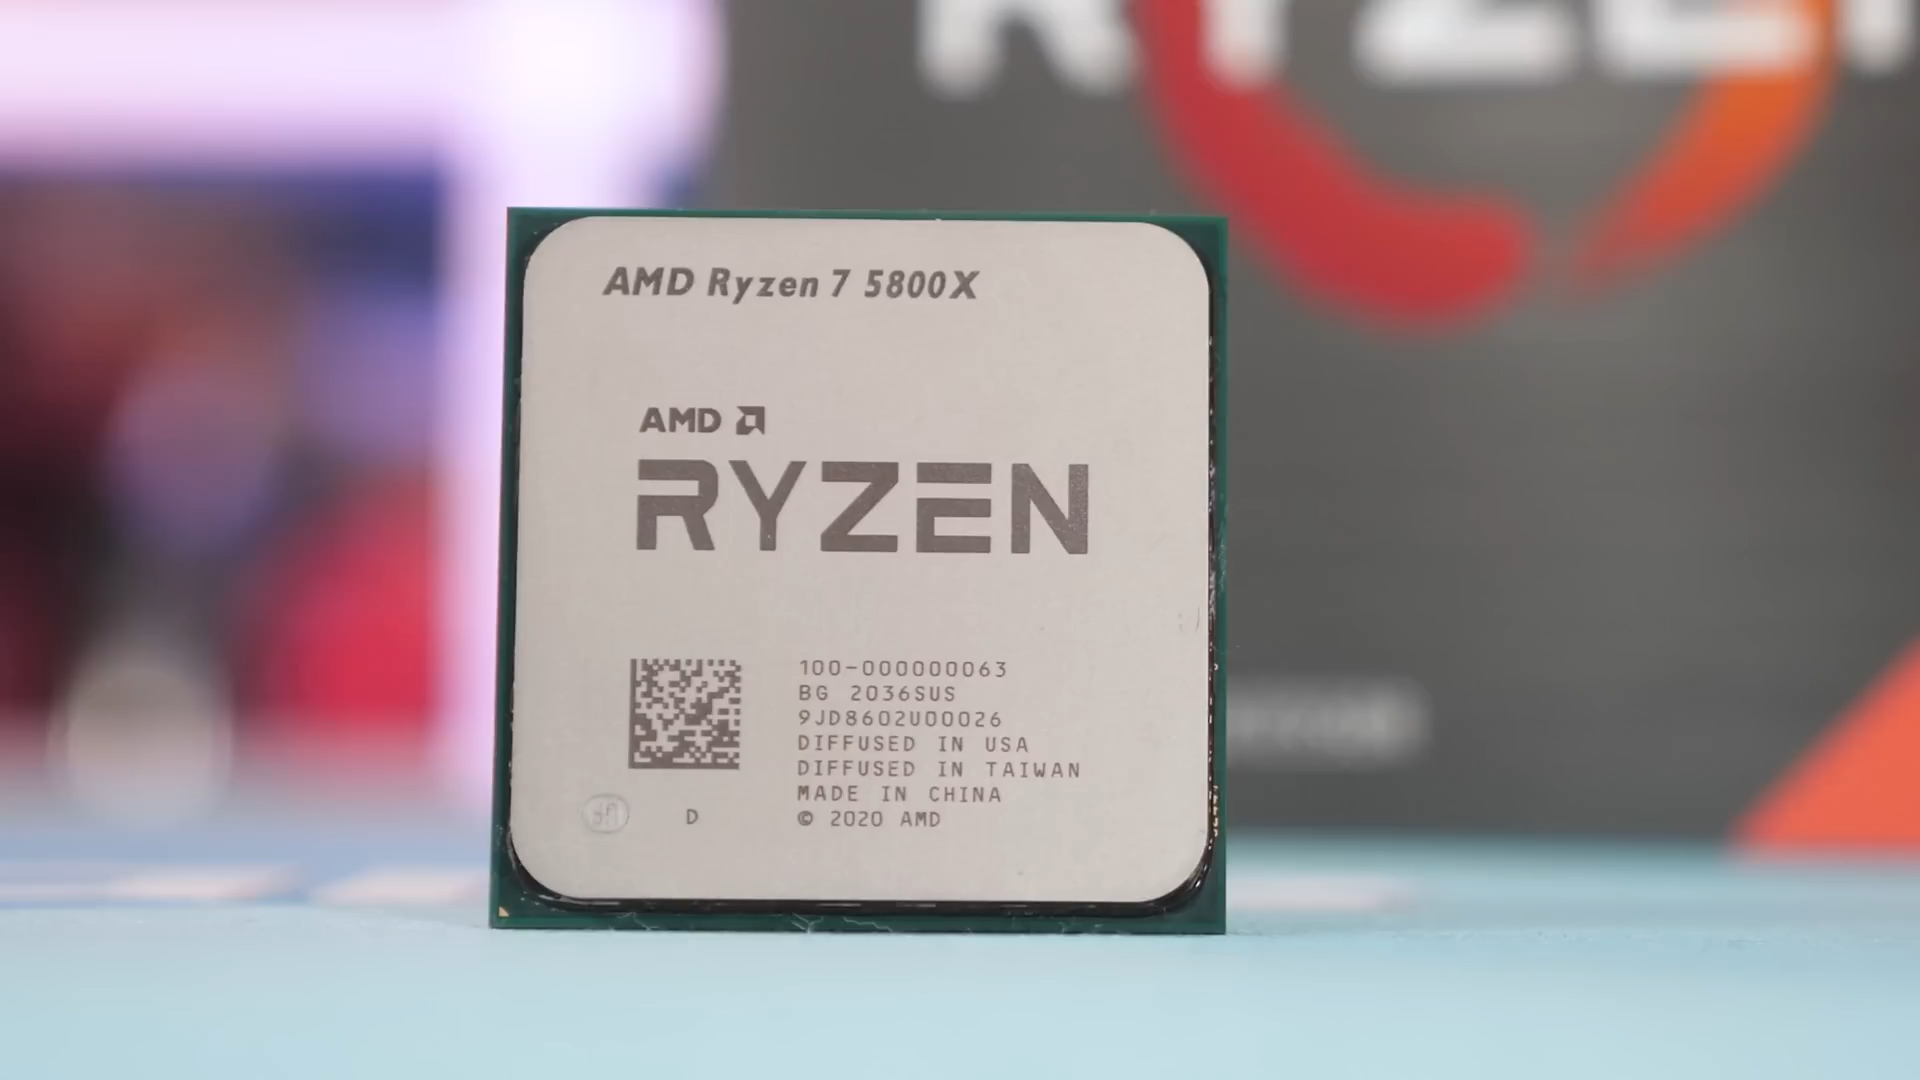 RYZEN
AMD Ryzen 7 5800X
AMD
RYZEN
100-000000063
BG 2036SUS
9JD8602U00026
DIFFUSED IN USA
DIFFUSED IN TAIWAN
MADE IN CHINA
D
© 2020 AMD